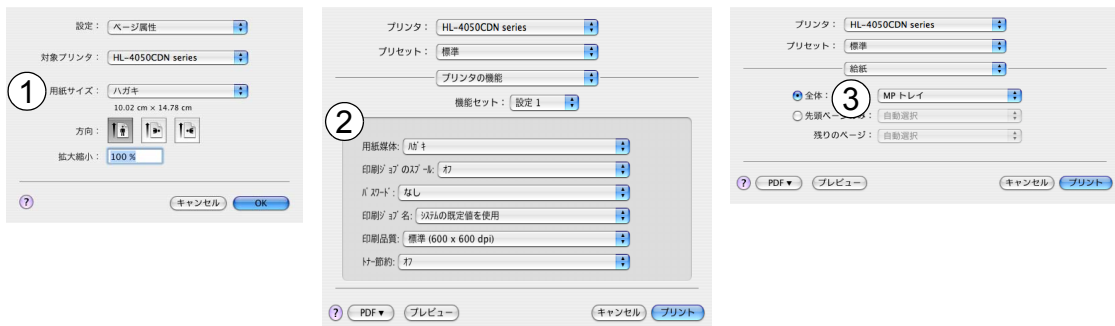 設定： ページ属性
対象プリンタ： HL-4050CDN series
① 用紙サイズ： ハガキ
10.02 cm × 14.78 cm
方向：
拡大縮小： 100 %
? キャンセル OK
プリンタ： HL-4050CDN series
プリセット： 標準
プリンタの機能
機能セット： 設定 1
②
用紙媒体: ﾊｶﾞｷ
印刷ｼﾞｮﾌﾞのｽﾌﾟｰﾙ: ｵﾌ
ﾊﾟｽﾜｰﾄﾞ: なし
印刷ｼﾞｮﾌﾞ名: ｼｽﾃﾑの既定値を使用
印刷品質: 標準 (600 x 600 dpi)
ﾄﾅｰ節約: ｵﾌ
? PDF▼ プレビュー キャンセル プリント
プリンタ： HL-4050CDN series
プリセット： 標準
給紙
全体： ③ MP トレイ
先頭ペ ： 自動選択
残りのページ： 自動選択
? PDF▼ プレビュー キャンセル プリント